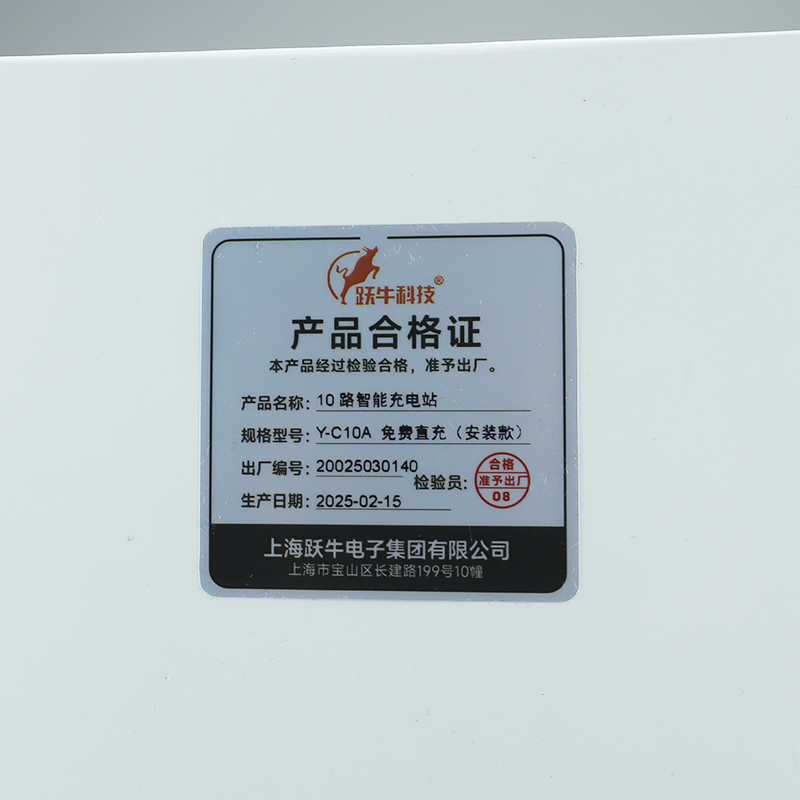 跃牛科技®
产品合格证
本产品经过检验合格，准予出厂。
产品名称：10 路智能充电站
规格型号：Y-C10A 免费直充（安装款）
出厂编号：20025030140
检验员：合格 准予出厂 08
生产日期：2025-02-15
上海跃牛电子集团有限公司
上海市宝山区长建路199号10幢